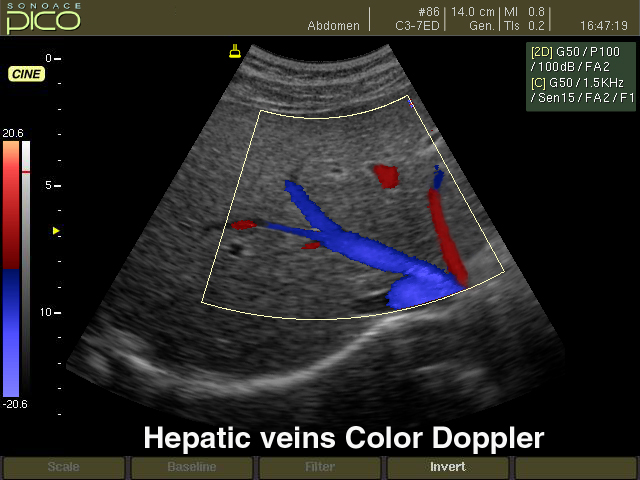 SONOACE
PICO
#86
14.0 cm
MI 0.8
Abdomen
C3-7ED
Gen.
TIs 0.2
16:47:19
[2D] G50 / P100
/ 100dB / FA2
[C] G50 / 1.5KHz
/ Sen15 / FA2 / F1
CINE
0
20.6
5
10
-20.6
Hepatic veins Color Doppler
Scale
Baseline
Filter
Invert